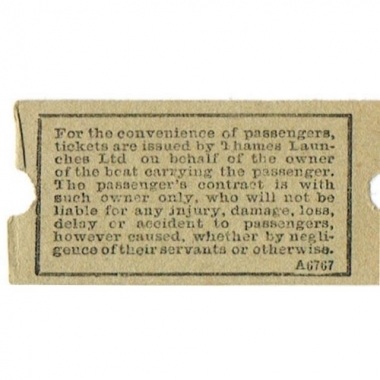 For the convenience of passengers,
tickets are issued by Thames Laun-
ches Ltd on behalf of the owner
of the boat carrying the passenger.
The passenger's contract is with
such owner only, who will not be
liable for any injury, damage, loss,
delay or accident to passengers,
however caused, whether by negli-
gence of their servants or otherwise.
A6767